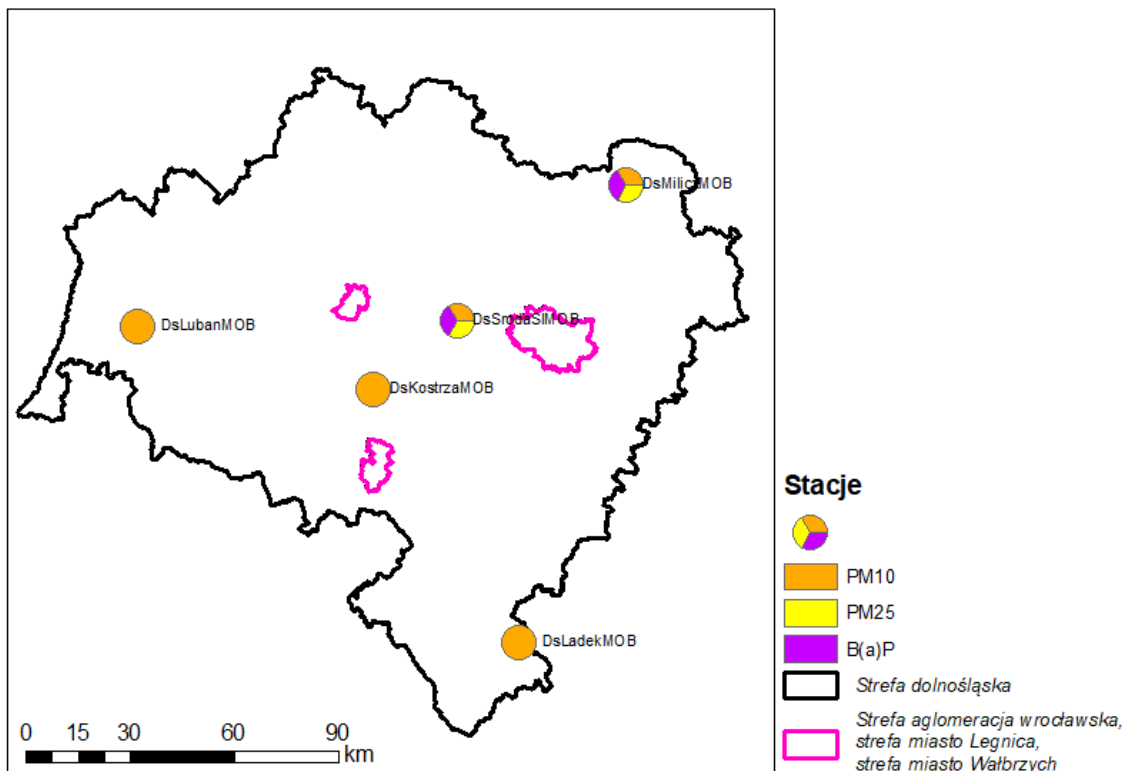 DsMiliczMOB
DsSrodaSlMOB
DsLubanMOB
DsKostrzaMOB
DsLadekMOB
0 15 30 60 90
km
Stacje
PM10
PM25
B(a)P
Strefa dolnośląska
Strefa aglomeracja wrocławska,
strefa miasto Legnica,
strefa miasto Wałbrzych